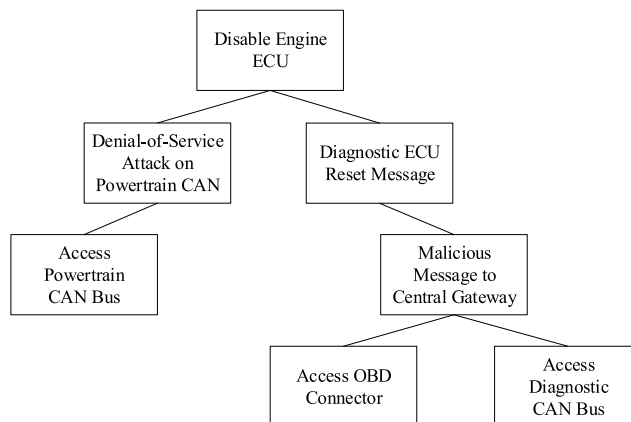 Disable Engine
ECU
Denial-of-Service
Attack on
Powertrain CAN
Diagnostic ECU
Reset Message
Access
Powertrain
CAN Bus
Malicious
Message to
Central Gateway
Access OBD
Connector
Access
Diagnostic
CAN Bus